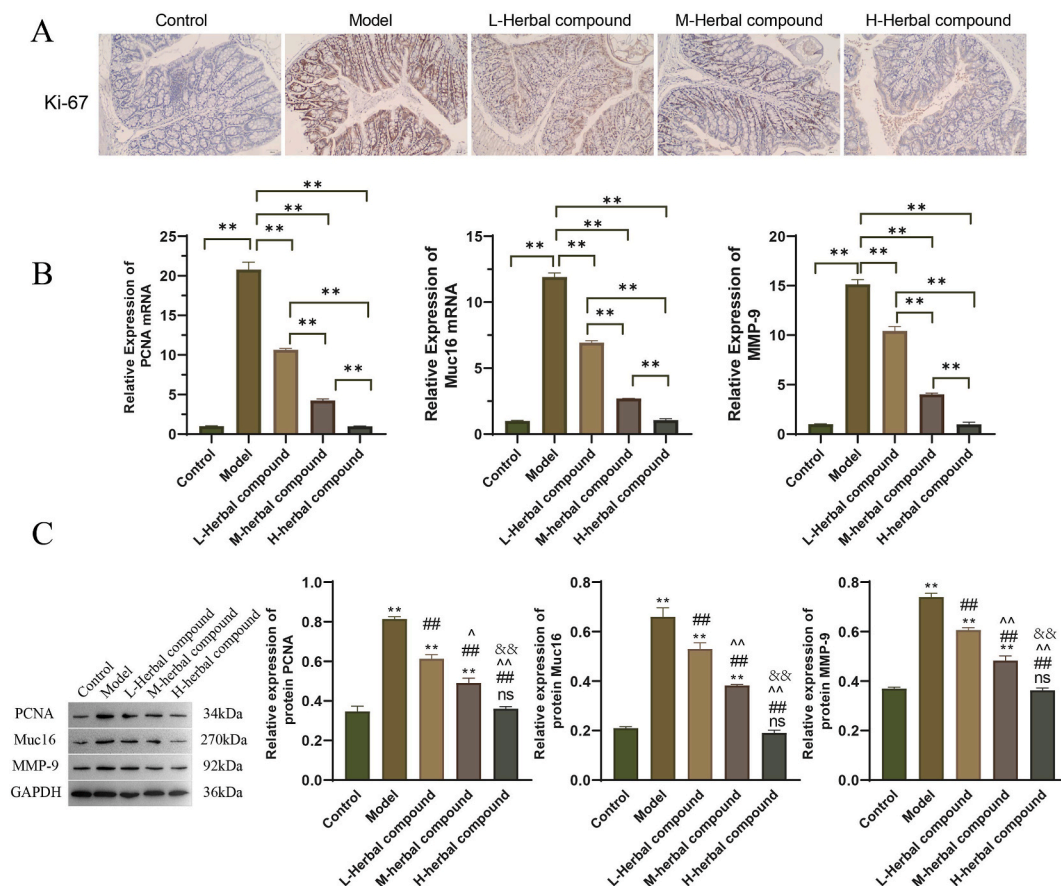 A
Control
Model
L-Herbal compound
M-Herbal compound
H-Herbal compound
Ki-67
B
Relative Expression of
PCNA mRNA
25
20
15
10
5
0
**
**
**
**
**
**
**
**
Control
Model
L-Herbal compound
M-herbal compound
H-herbal compound
Relative Expression of
Muc16 mRNA
15
10
5
0
**
**
**
**
**
**
**
Control
Model
L-Herbal compound
M-herbal compound
H-herbal compound
Relative Expression of
MMP-9
20
15
10
5
0
**
**
**
**
**
**
**
Control
Model
L-Herbal compound
M-herbal compound
H-herbal compound
C
Control
Model
L-Herbal compound
M-herbal compound
H-herbal compound
PCNA 34kDa
Muc16 270kDa
MMP-9 92kDa
GAPDH 36kDa
Relative expression of
protein PCNA
1.0
0.8
0.6
0.4
0.2
0.0
**
##
**
^
##
**
&&
^^
##
ns
Control
Model
L-Herbal compound
M-herbal compound
H-herbal compound
Relative expression of
protein Muc16
0.8
0.6
0.4
0.2
0.0
**
##
**
^^
##
**
&&
^^
##
ns
Control
Model
L-Herbal compound
M-herbal compound
H-herbal compound
Relative expression of
protein MMP-9
0.8
0.6
0.4
0.2
0.0
**
##
**
^^
##
**
&&
^^
##
ns
Control
Model
L-Herbal compound
M-herbal compound
H-herbal compound